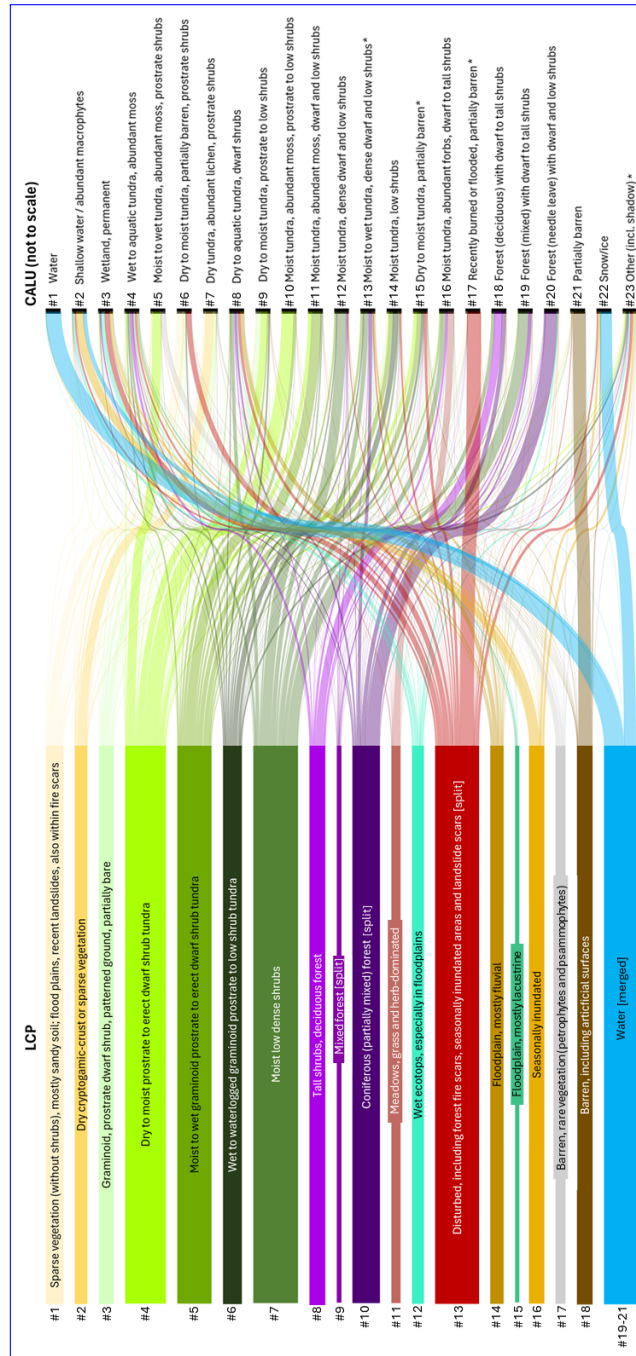 LCP
#1 Sparse vegetation (without shrubs), mostly sandy soil; flood plains, recent landslides, also within fire scars
#2 Dry cryptogamic-crust or sparse vegetation
#3 Graminoid, prostrate dwarf shrub, patterned ground, partially bare
#4 Dry to moist prostrate to erect dwarf shrub tundra
#5 Moist to wet graminoid prostrate to erect dwarf shrub tundra
#6 Wet to waterlogged graminoid prostrate to low shrub tundra
#7 Moist low dense shrubs
#8 Tall shrubs, deciduous forest
#9 Mixed forest [split]
#10 Coniferous (partially mixed) forest [split]
#11 Meadows, grass and herb-dominated
#12 Wet ecotops, especially in floodplains
#13 Disturbed, including forest fire scars, seasonally inundated areas and landslide scars [split]
#14 Floodplain, mostly fluvial
#15 Floodplain, mostly lacustrine
#16 Seasonally inundated
#17 Barren, rare vegetation (petrophytes and psammophytes)
#18 Barren, including articficial surfaces
#19-21 Water [merged]
CALU (not to scale)
#1 Water
#2 Shallow water / abundant macrophytes
#3 Wetland, permanent
#4 Wet to aquatic tundra, abundant moss
#5 Moist to wet tundra, abundant moss, prostrate shrubs
#6 Dry to moist tundra, partially barren, prostrate shrubs
#7 Dry tundra, abundant lichen, prostrate shrubs
#8 Dry to aquatic tundra, dwarf shrubs
#9 Dry to moist tundra, prostrate to low shrubs
#10 Moist tundra, abundant moss, prostrate to low shrubs
#11 Moist tundra, abundant moss, dwarf and low shrubs
#12 Moist tundra, dense dwarf and low shrubs
#13 Moist to wet tundra, dense dwarf and low shrubs*
#14 Moist tundra, low shrubs
#15 Dry to moist tundra, partially barren*
#16 Moist tundra, abundant forbs, dwarf to tall shrubs
#17 Recently burned or flooded, partially barren*
#18 Forest (deciduous) with dwarf to tall shrubs
#19 Forest (mixed) with dwarf to tall shrubs
#20 Forest (needle leave) with dwarf and low shrubs
#21 Partially barren
#22 Snow/ice
#23 Other (incl. shadow) *